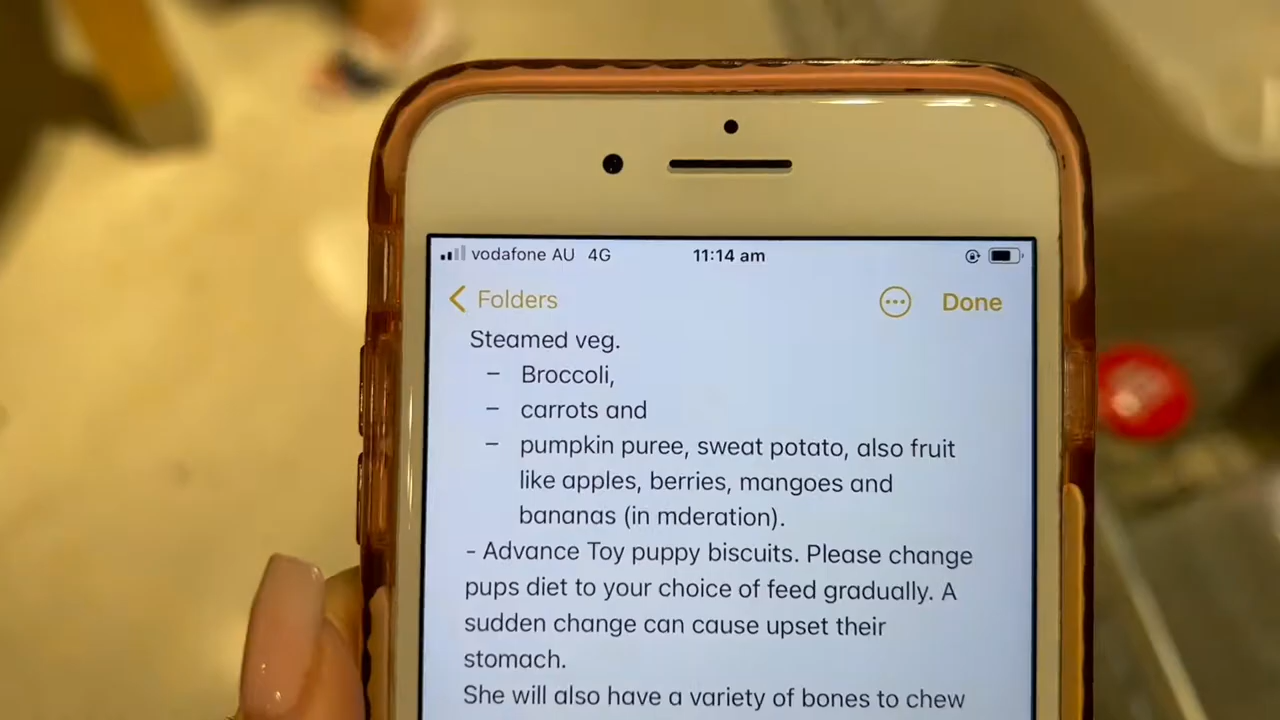 vodafone AU 4G 11:14 am
Folders Done
Steamed veg.
– Broccoli,
– carrots and
– pumpkin puree, sweat potato, also fruit
like apples, berries, mangoes and
bananas (in mderation).
- Advance Toy puppy biscuits. Please change
pups diet to your choice of feed gradually. A
sudden change can cause upset their
stomach.
She will also have a variety of bones to chew